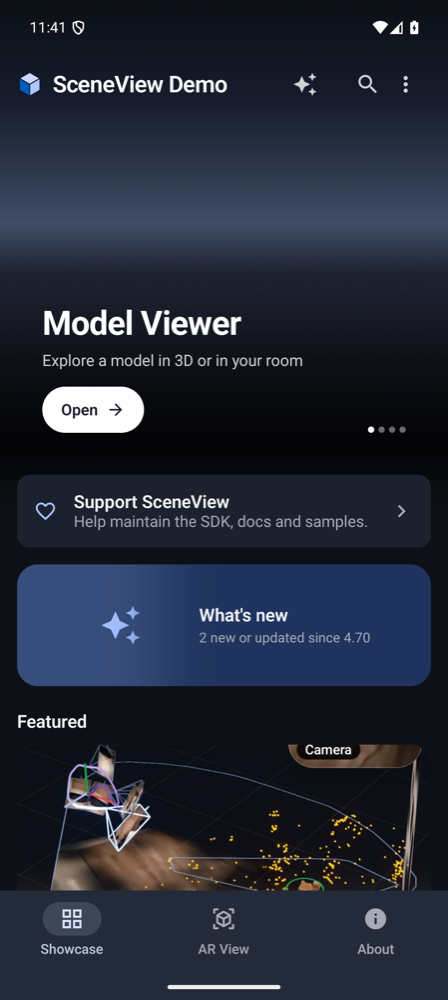 11:41
SceneView Demo
Model Viewer
Explore a model in 3D or in your room
Open
Support SceneView
Help maintain the SDK, docs and samples.
What's new
2 new or updated since 4.70
Featured
Camera
Showcase
AR View
About